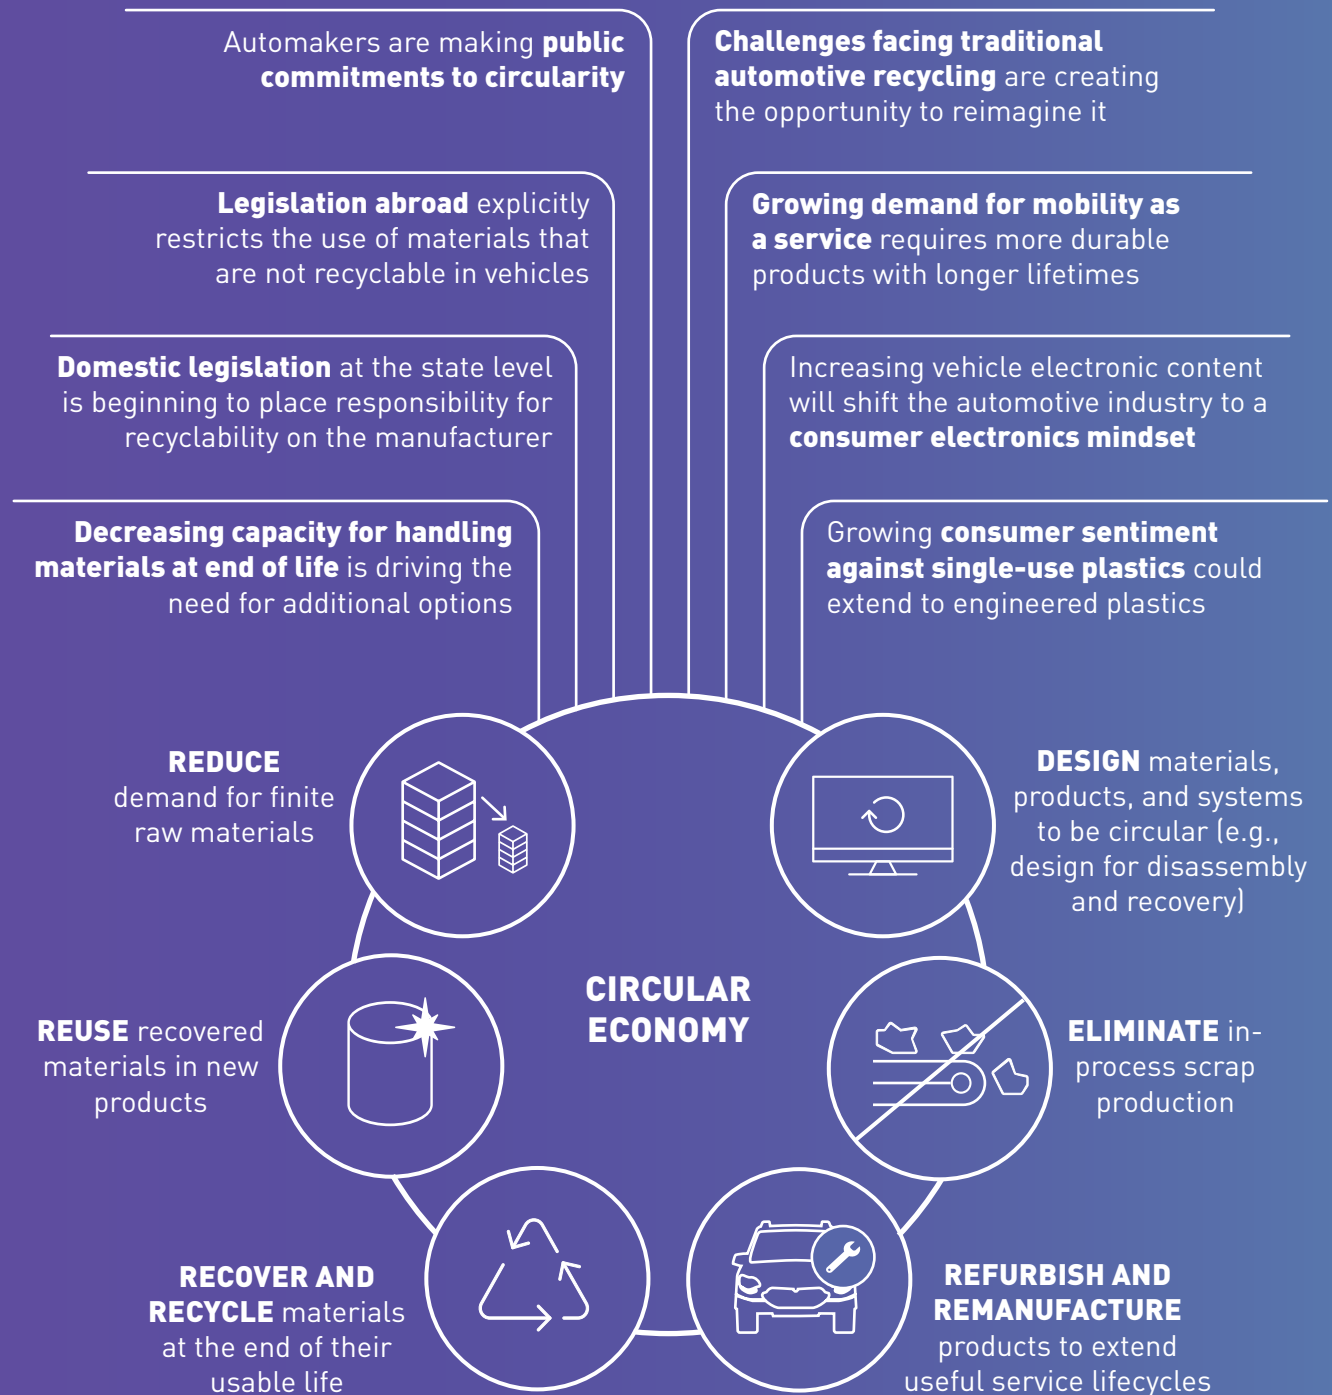 Automakers are making public
commitments to circularity
Challenges facing traditional
automotive recycling are creating
the opportunity to reimagine it
Legislation abroad explicitly
restricts the use of materials that
are not recyclable in vehicles
Growing demand for mobility as
a service requires more durable
products with longer lifetimes
Domestic legislation at the state level
is beginning to place responsibility for
recyclability on the manufacturer
Increasing vehicle electronic content
will shift the automotive industry to a
consumer electronics mindset
Decreasing capacity for handling
materials at end of life is driving the
need for additional options
Growing consumer sentiment
against single-use plastics could
extend to engineered plastics
REDUCE
demand for finite
raw materials
DESIGN materials,
products, and systems
to be circular (e.g.,
design for disassembly
and recovery)
CIRCULAR
ECONOMY
REUSE recovered
materials in new
products
ELIMINATE in-
process scrap
production
RECOVER AND
RECYCLE materials
at the end of their
usable life
REFURBISH AND
REMANUFACTURE
products to extend
useful service lifecycles